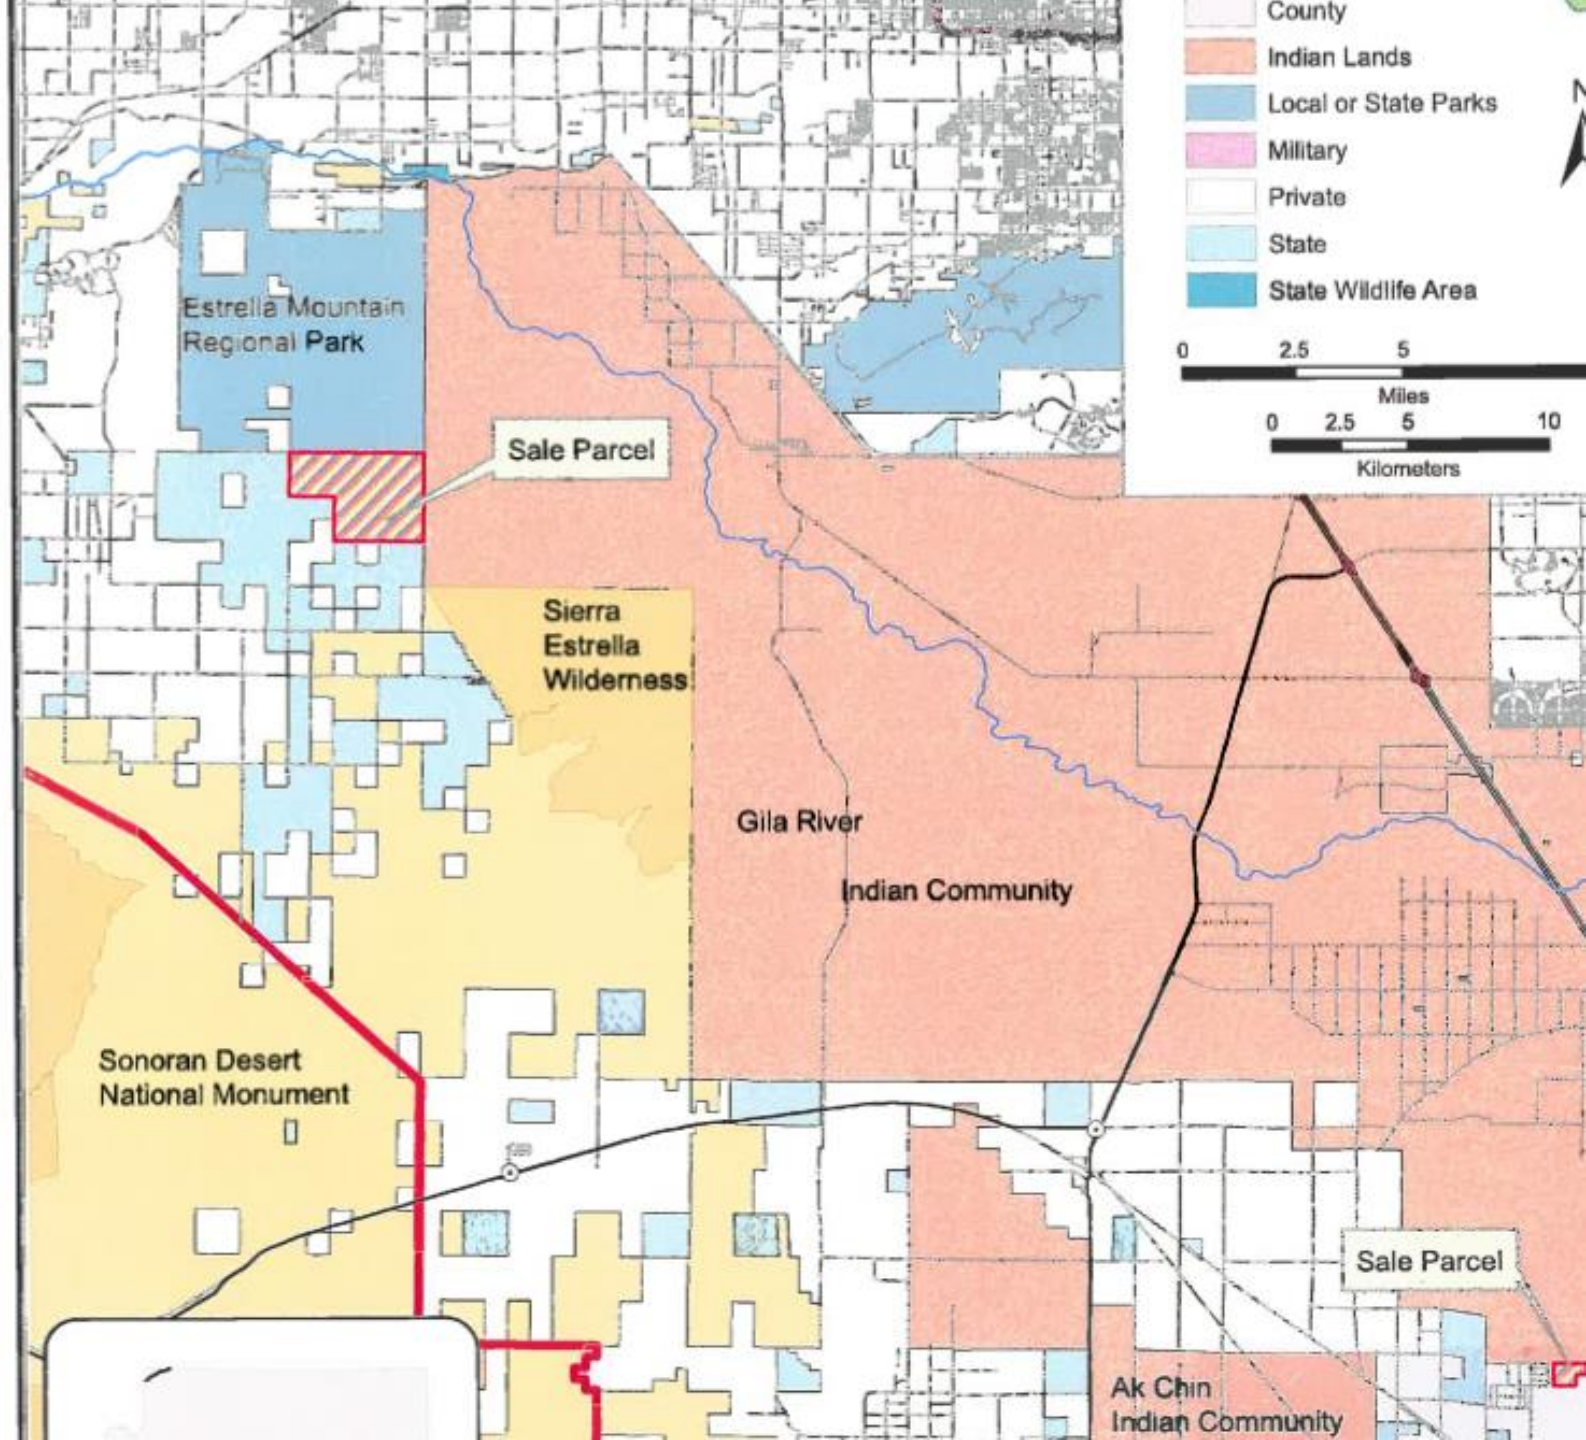 County
Indian Lands
Local or State Parks
Military
Private
State
State Wildlife Area
N
0 2.5 5
Miles
0 2.5 5 10
Kilometers
Estrella Mountain
Regional Park
Sale Parcel
Sierra
Estrella
Wilderness
Gila River
Indian Community
Sonoran Desert
National Monument
Sale Parcel
Ak Chin
Indian Community